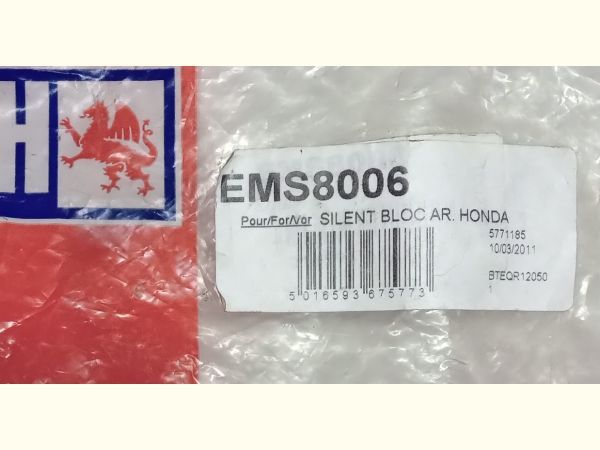 H
EMS8006
Pour/For/Vor SILENT BLOC AR. HONDA
5771185
10/03/2011
BTEQR12050
1
5 016593 675773